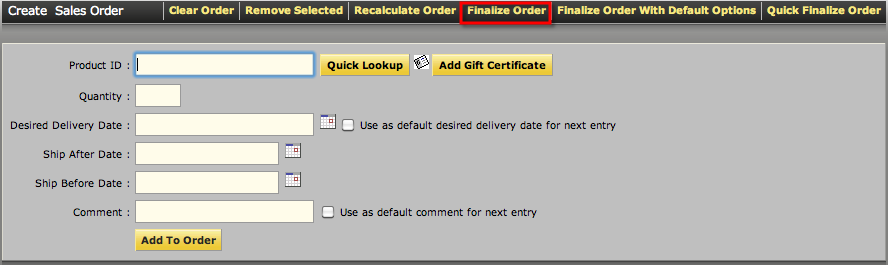 Create Sales Order Clear Order Remove Selected Recalculate Order Finalize Order Finalize Order With Default Options Quick Finalize Order
Product ID : Quick Lookup Add Gift Certificate
Quantity :
Desired Delivery Date : Use as default desired delivery date for next entry
Ship After Date :
Ship Before Date :
Comment : Use as default comment for next entry
Add To Order